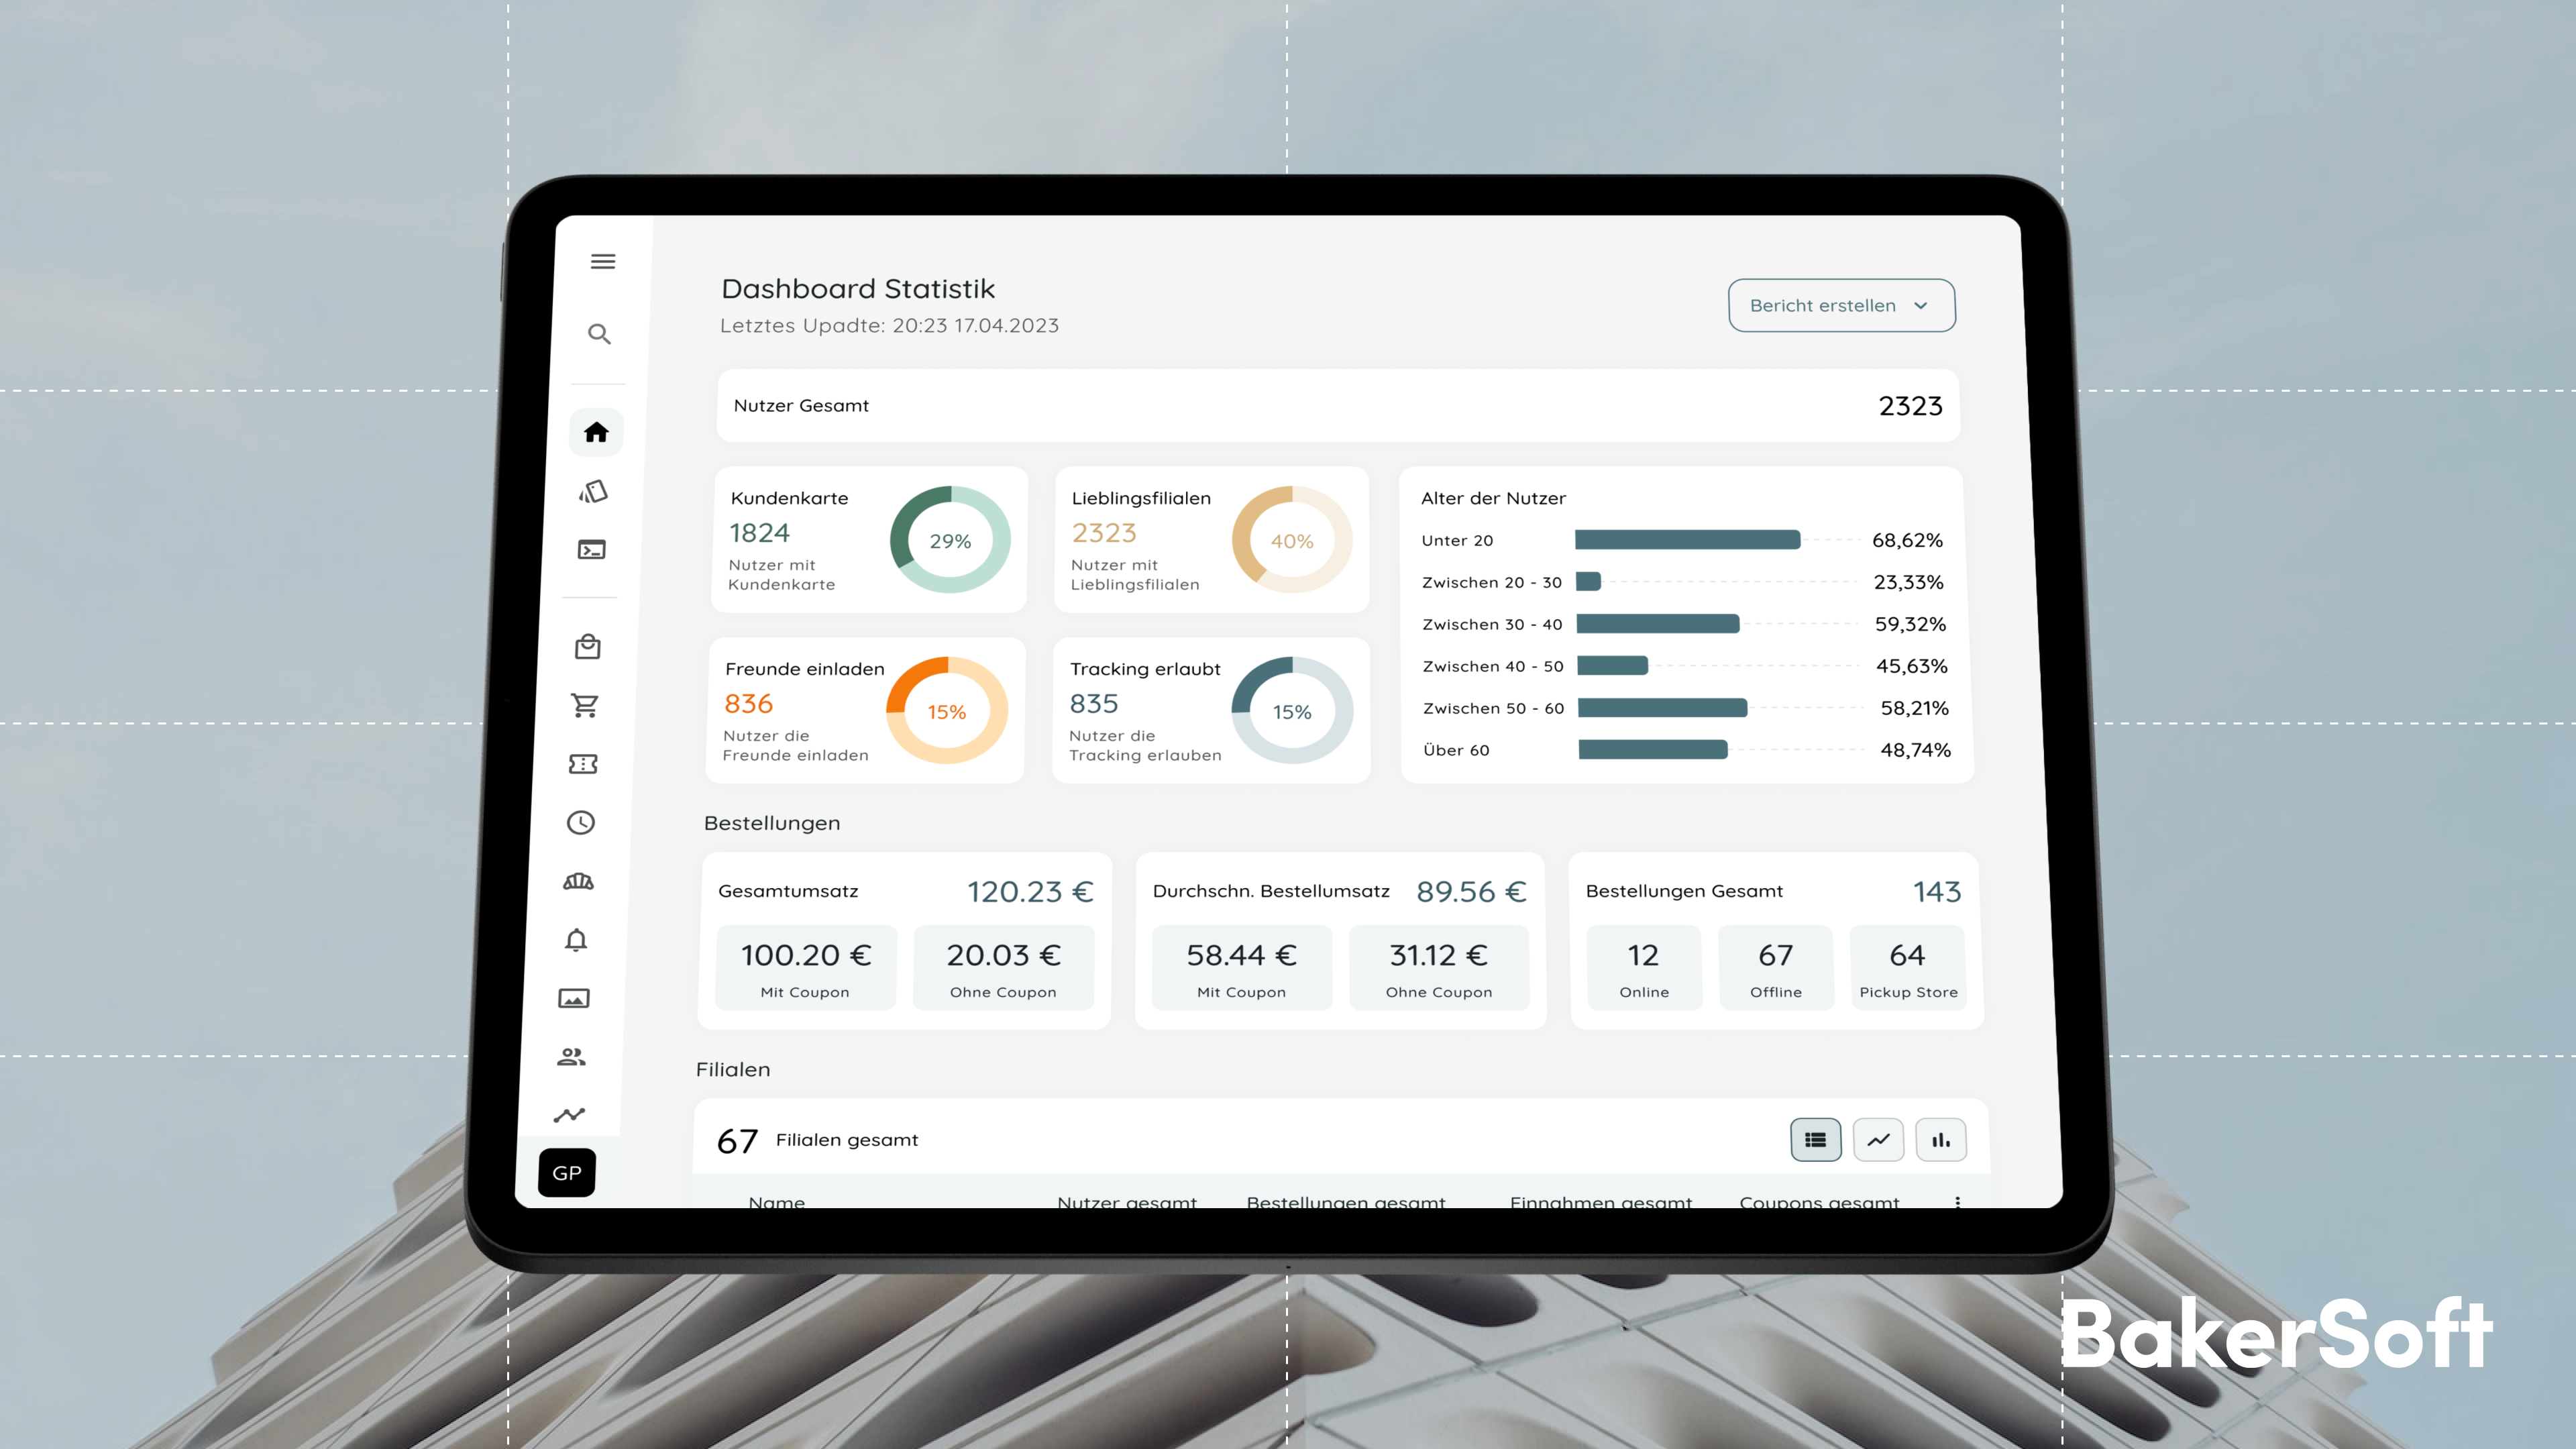 Dashboard Statistik
Letztes Upadte: 20:23 17.04.2023
Bericht erstellen
Nutzer Gesamt
2323
Kundenkarte
1824
Nutzer mit
Kundenkarte
29%
Lieblingsfilialen
2323
Nutzer mit
Lieblingsfilialen
40%
Freunde einladen
836
Nutzer die
Freunde einladen
15%
Tracking erlaubt
835
Nutzer die
Tracking erlauben
15%
Alter der Nutzer
Unter 20 68,62%
Zwischen 20 - 30 23,33%
Zwischen 30 - 40 59,32%
Zwischen 40 - 50 45,63%
Zwischen 50 - 60 58,21%
Über 60 48,74%
Bestellungen
Gesamtumsatz 120.23 €
100.20 €
Mit Coupon
20.03 €
Ohne Coupon
Durchschn. Bestellumsatz 89.56 €
58.44 €
Mit Coupon
31.12 €
Ohne Coupon
Bestellungen Gesamt 143
12
Online
67
Offline
64
Pickup Store
Filialen
67 Filialen gesamt
Name Nutzer gesamt Bestellungen gesamt Einnahmen gesamt Coupons gesamt
GP
BakerSoft